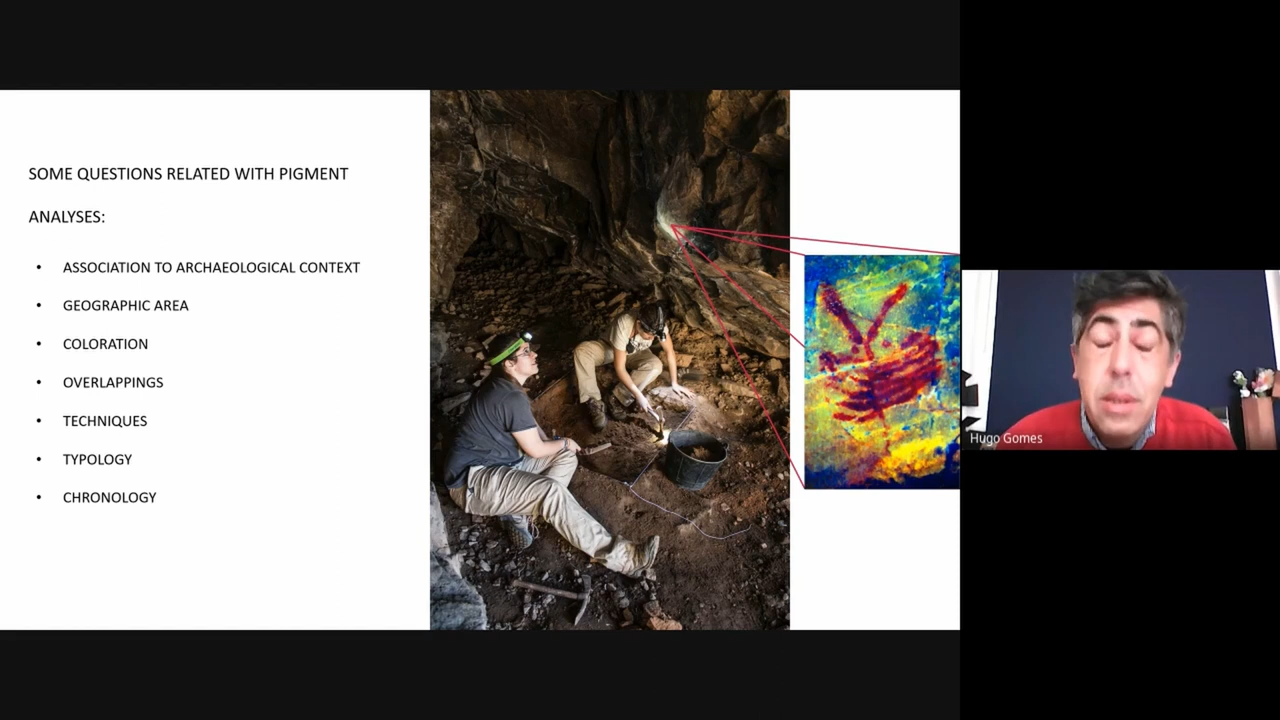 SOME QUESTIONS RELATED WITH PIGMENT
ANALYSES:
• ASSOCIATION TO ARCHAEOLOGICAL CONTEXT
• GEOGRAPHIC AREA
• COLORATION
• OVERLAPPINGS
• TECHNIQUES
• TYPOLOGY
• CHRONOLOGY
Hugo Gomes